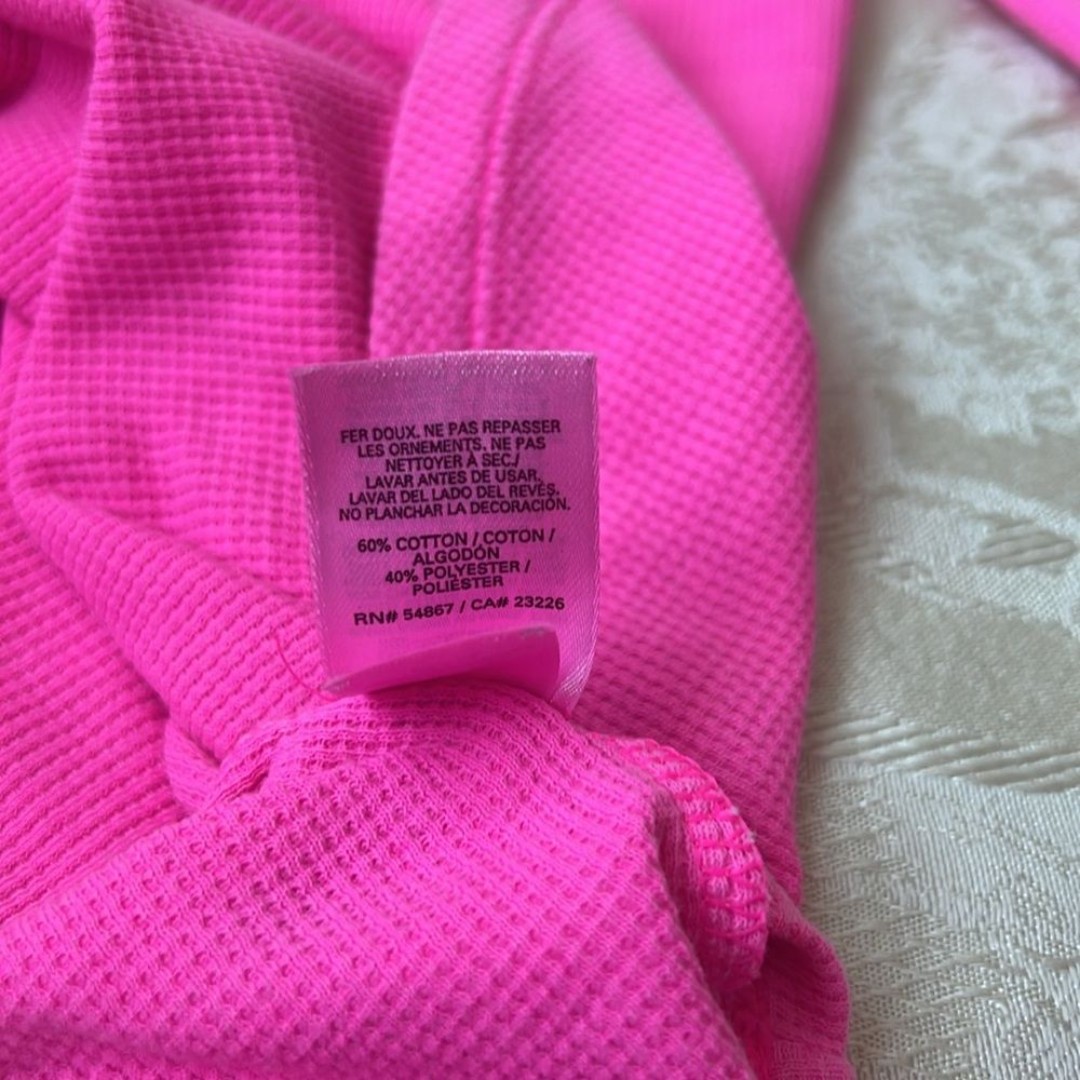 FER DOUX. NE PAS REPASSER
LES ORNEMENTS. NE PAS
NETTOYER À SEC./
LAVAR ANTES DE USAR.
LAVAR DEL LADO DEL REVÉS.
NO PLANCHAR LA DECORACIÓN.
60% COTTON / COTON /
ALGODÓN
40% POLYESTER /
POLIÉSTER
RN# 54867 / CA# 23226